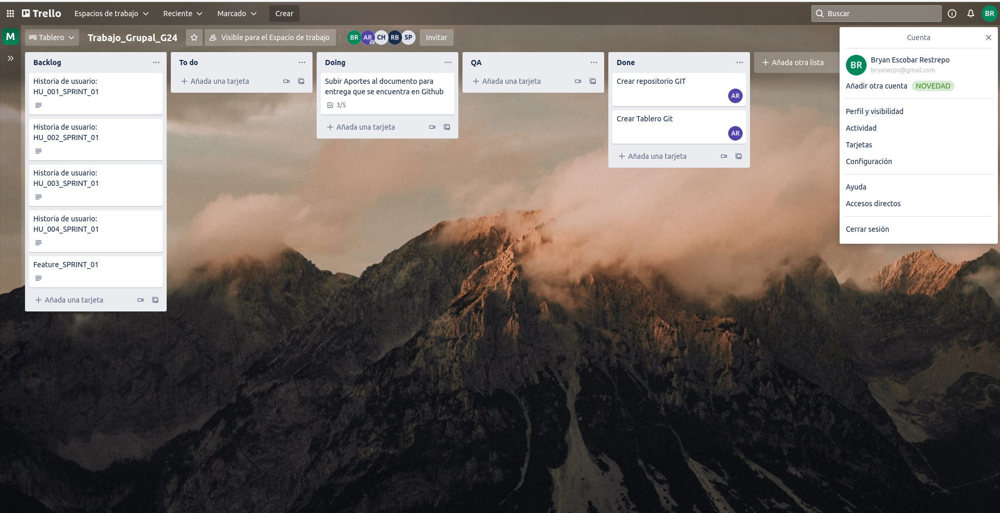 Trello
Espacios de trabajo
Reciente
Marcado
Crear
Buscar
BR
M
Tablero
Trabajo_Grupal_G24
Visible para el Espacio de trabajo
BR AR CH RB SP
Invitar
Backlog
Historia de usuario:
HU_001_SPRINT_01
Historia de usuario:
HU_002_SPRINT_01
Historia de usuario:
HU_003_SPRINT_01
Historia de usuario:
HU_004_SPRINT_01
Feature_SPRINT_01
+ Añada una tarjeta
To do
+ Añada una tarjeta
Doing
Subir Aportes al documento para
entrega que se encuentra en Github
3/5
+ Añada una tarjeta
QA
+ Añada una tarjeta
Done
Crear repositorio GIT
AR
Crear Tablero Git
AR
+ Añada una tarjeta
+ Añada otra lista
Cuenta
BR
Bryan Escobar Restrepo
bryanerpo@gmail.com
Añadir otra cuenta NOVEDAD
Perfil y visibilidad
Actividad
Tarjetas
Configuración
Ayuda
Accesos directos
Cerrar sesión